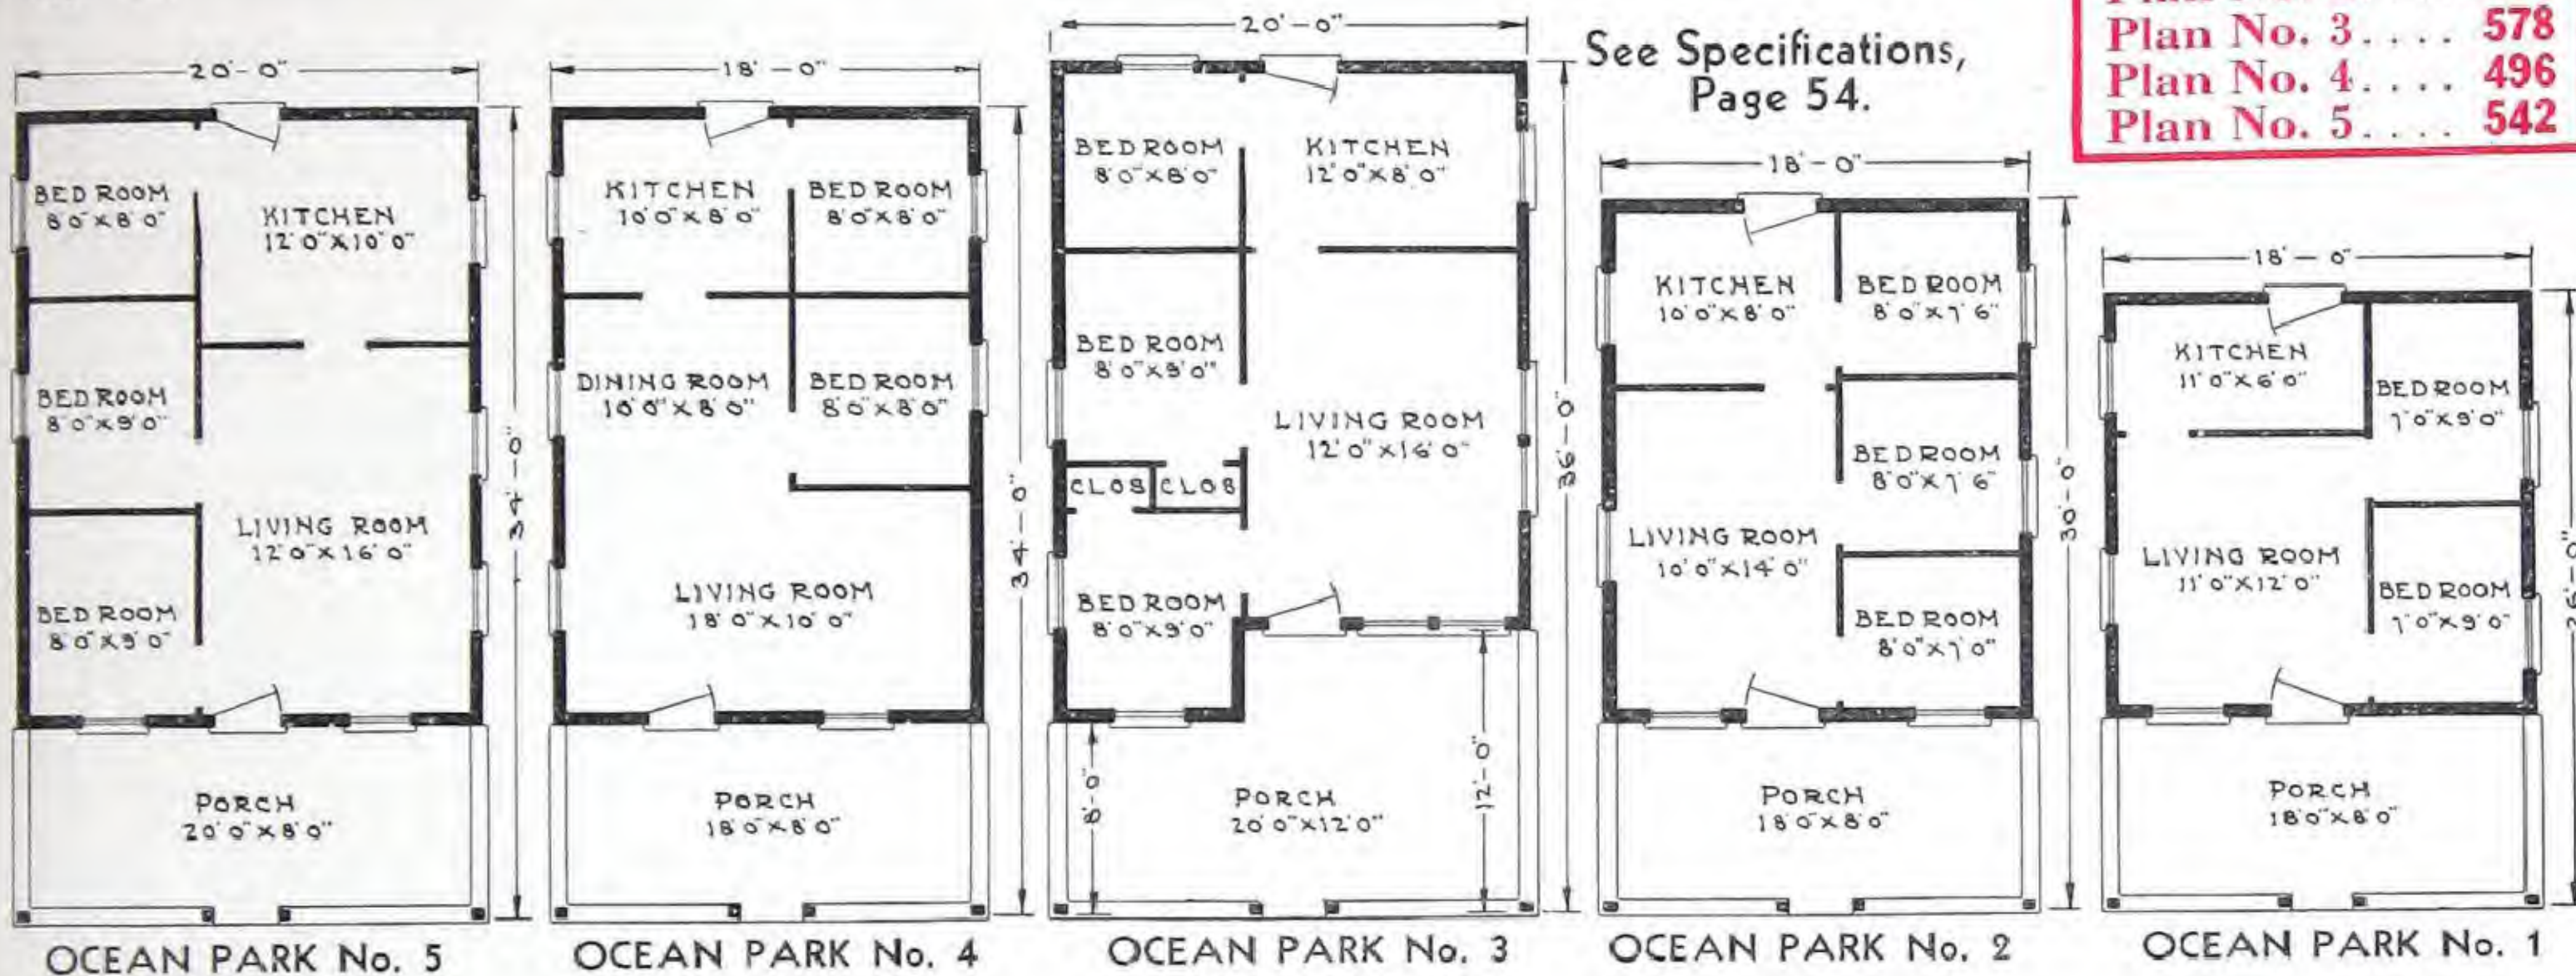 See Specifications,
Page 54.
Plan No. 3.... 578
Plan No. 4.... 496
Plan No. 5.... 542
20'-0"
BED ROOM
8'0"x8'0"
KITCHEN
12'0"x10'0"
BED ROOM
8'0"x9'0"
LIVING ROOM
12'0"x16'0"
BED ROOM
8'0"x9'0"
34'-0"
PORCH
20'0"x8'0"
OCEAN PARK No. 5
18'-0"
KITCHEN
10'0"x8'0"
BED ROOM
8'0"x8'0"
DINING ROOM
10'0"x8'0"
BED ROOM
8'0"x8'0"
LIVING ROOM
18'0"x10'0"
34'-0"
PORCH
18'0"x8'0"
OCEAN PARK No. 4
20'-0"
BED ROOM
8'0"x8'0"
KITCHEN
12'0"x8'0"
BED ROOM
8'0"x9'0"
LIVING ROOM
12'0"x16'0"
CLOS CLOS
BED ROOM
8'0"x9'0"
36'-0"
8'-0"
12'-0"
PORCH
20'0"x12'0"
OCEAN PARK No. 3
18'-0"
KITCHEN
10'0"x8'0"
BED ROOM
8'0"x7'6"
BED ROOM
8'0"x7'6"
LIVING ROOM
10'0"x14'0"
BED ROOM
8'0"x7'0"
30'-0"
PORCH
18'0"x8'0"
OCEAN PARK No. 2
18'-0"
KITCHEN
11'0"x6'0"
BED ROOM
7'0"x9'0"
LIVING ROOM
11'0"x12'0"
BED ROOM
7'0"x9'0"
PORCH
18'0"x8'0"
OCEAN PARK No. 1